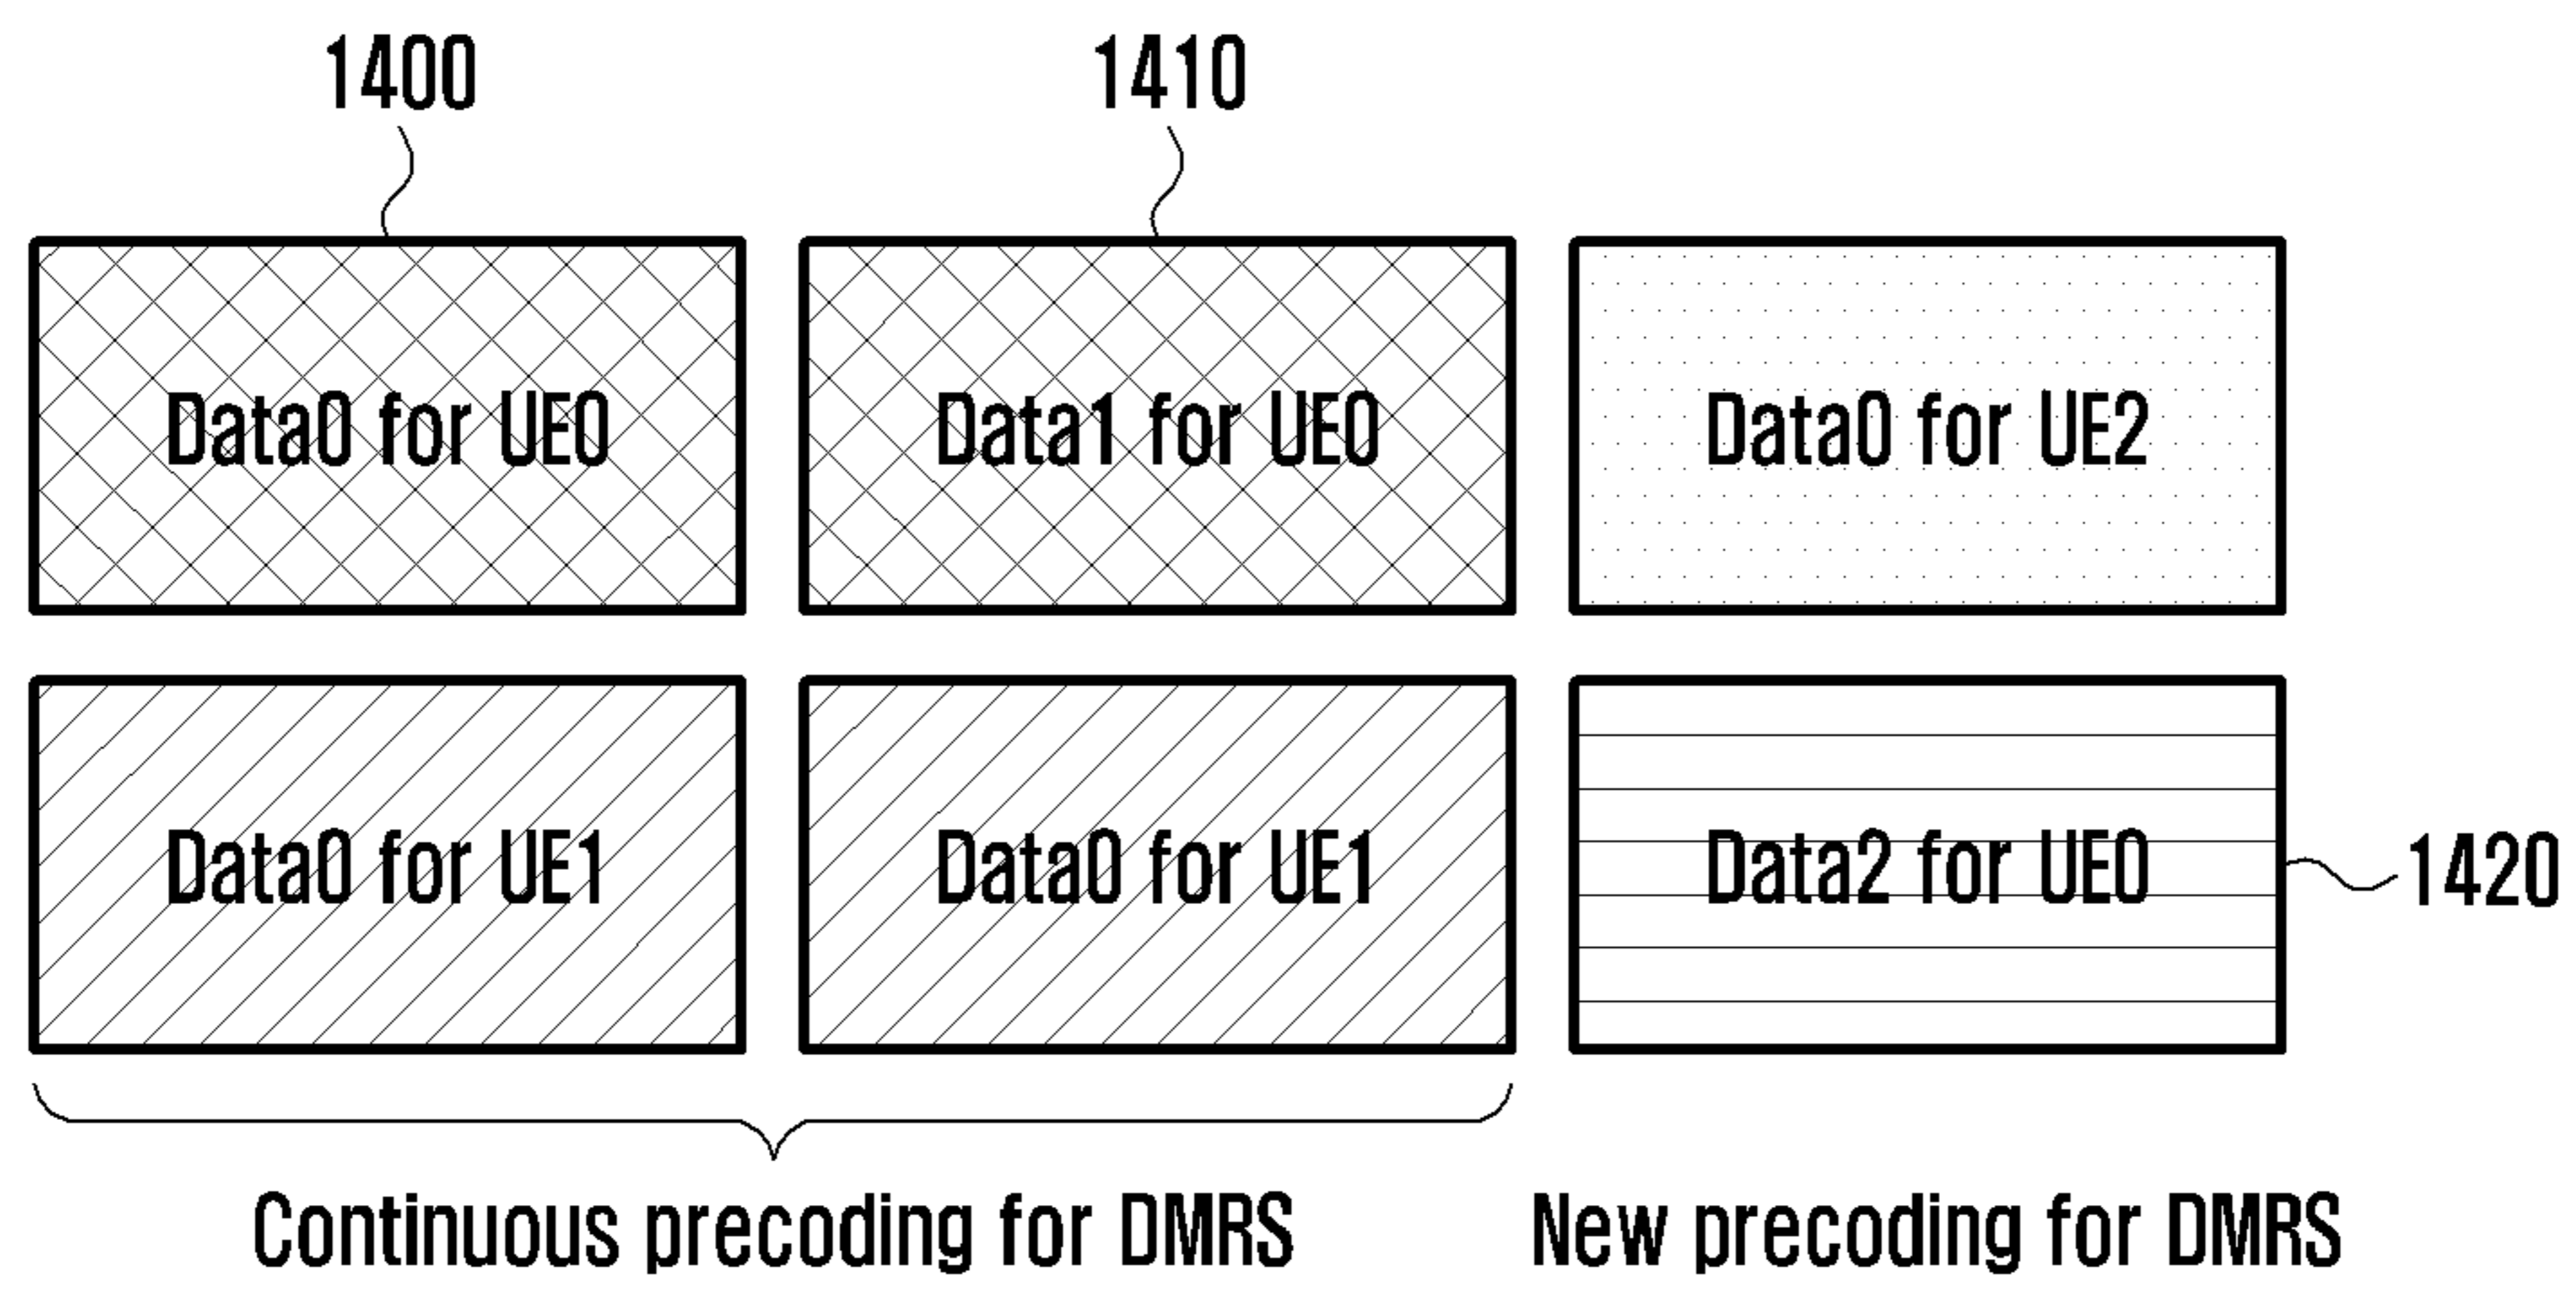 1400
1410
Data0 for UE0
Data1 for UE0
Data0 for UE2
Data0 for UE1
Data0 for UE1
Data2 for UE0
1420
Continuous precoding for DMRS
New precoding for DMRS